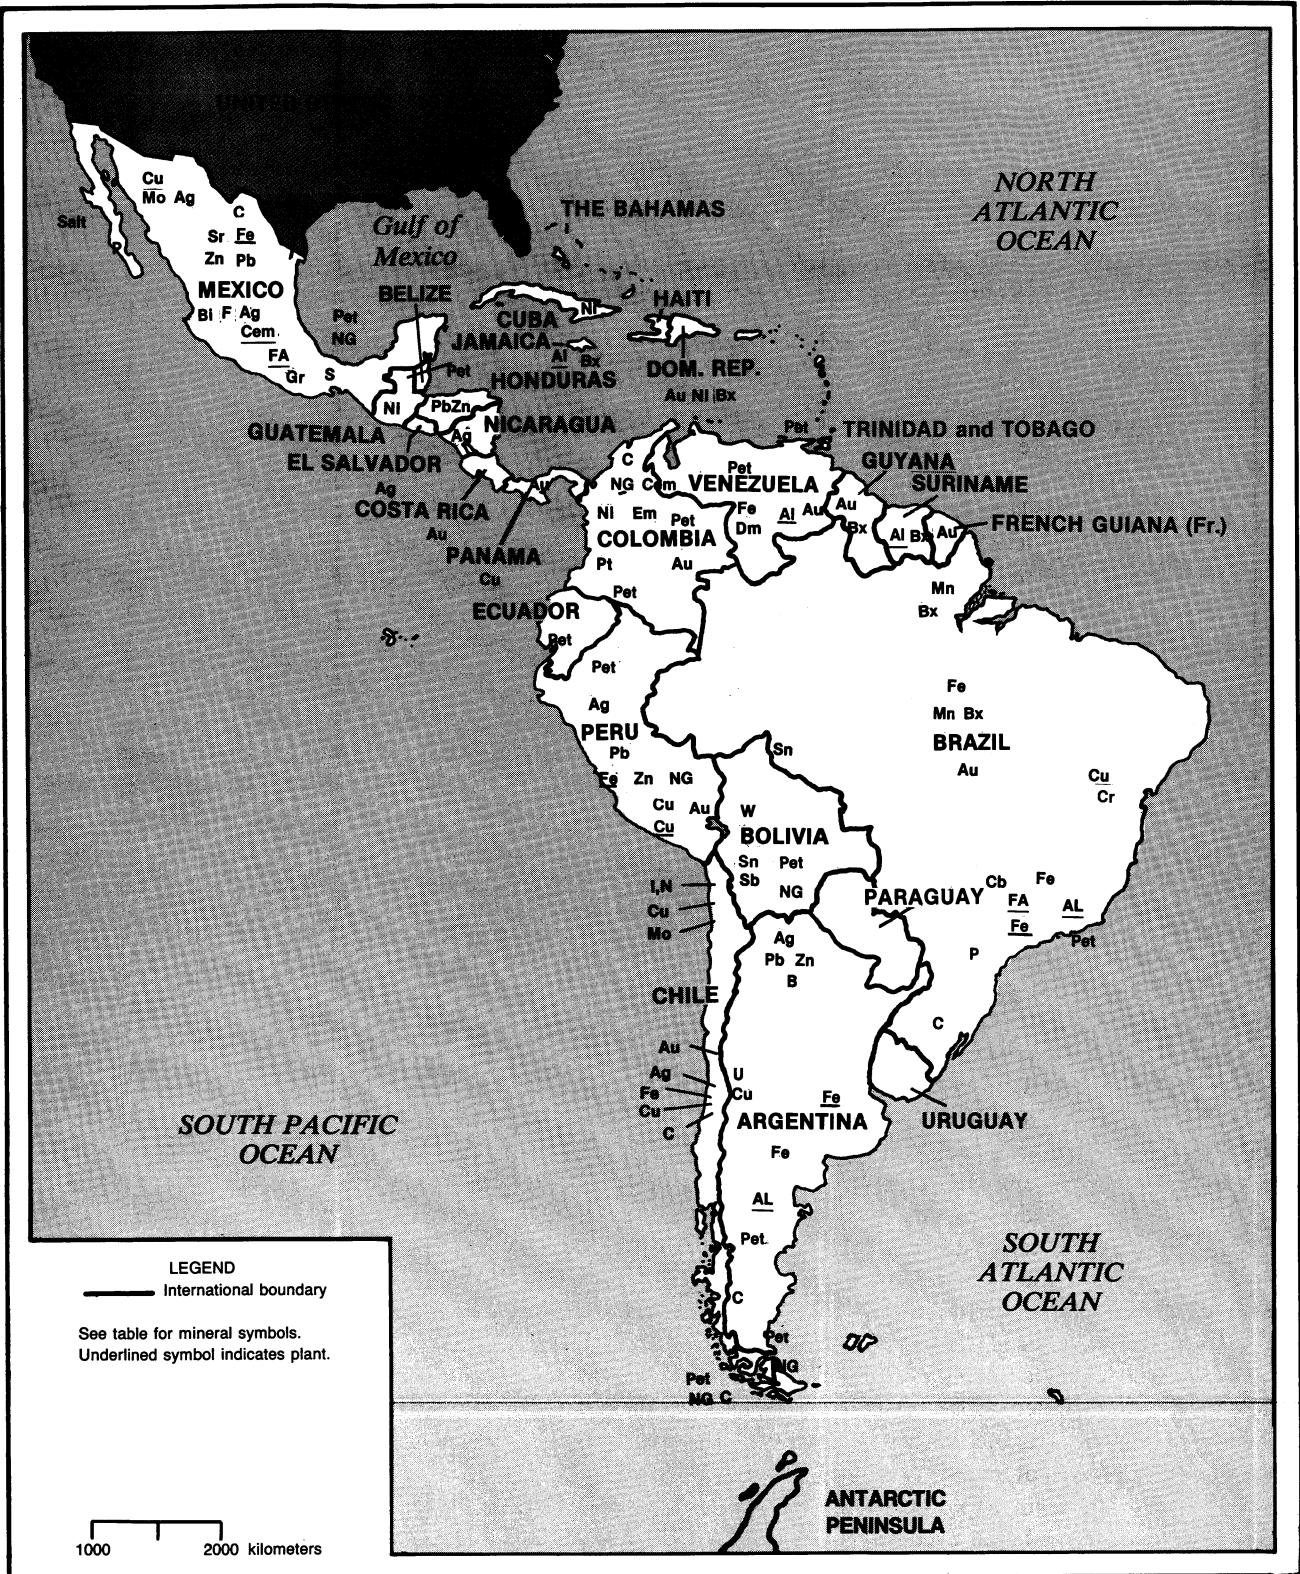 UNITED
NORTH
ATLANTIC
OCEAN
THE BAHAMAS
Gulf of
Mexico
Cu
Mo Ag
Salt
C
Sr Fe
Zn Pb
P
MEXICO
Bi F Ag
Cem
FA
Gr S
Pet
NG
BELIZE
CUBA
Ni
HAITI
JAMAICA
Al Bx
Pet
HONDURAS
DOM. REP.
Au Ni Bx
Ni
PbZn
NICARAGUA
Ag
GUATEMALA
EL SALVADOR
Ag
COSTA RICA
Au
Au
PANAMA
Cu
Pet
TRINIDAD and TOBAGO
GUYANA
SURINAME
FRENCH GUIANA (Fr.)
C
NG Cem
Pet
VENEZUELA
Fe Al Au
Dm
Au
Bx
Al Bx
Au
Ni Em Pet
COLOMBIA
Pt Au
Pet
ECUADOR
Pet
Pet
Ag
PERU
Pb
Fe Zn NG
Cu Au
Cu
Mn
Bx
Fe
Mn Bx
BRAZIL
Au
Cu
Cr
Sn
W
BOLIVIA
Sn Pet
Sb
NG
PARAGUAY
Cb Fe
FA AL
Fe
Pet
P
C
I,N
Cu
Mo
CHILE
Au
Ag
Fe
Cu
C
Ag
Pb Zn
B
U
Cu
Fe
ARGENTINA
Fe
AL
Pet
C
Pet
NG
Pet
NG C
URUGUAY
SOUTH PACIFIC
OCEAN
SOUTH
ATLANTIC
OCEAN
ANTARCTIC
PENINSULA
LEGEND
International boundary
See table for mineral symbols.
Underlined symbol indicates plant.
1000 2000 kilometers